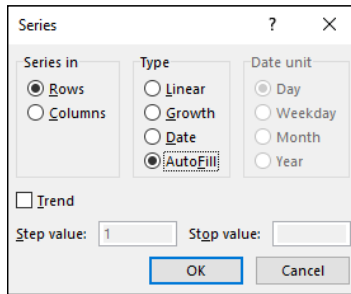 Series ? ×
Series in Type Date unit
Rows Linear Day
Columns Growth Weekday
Date Month
AutoFill Year
Trend
Step value: 1 Stop value:
OK Cancel